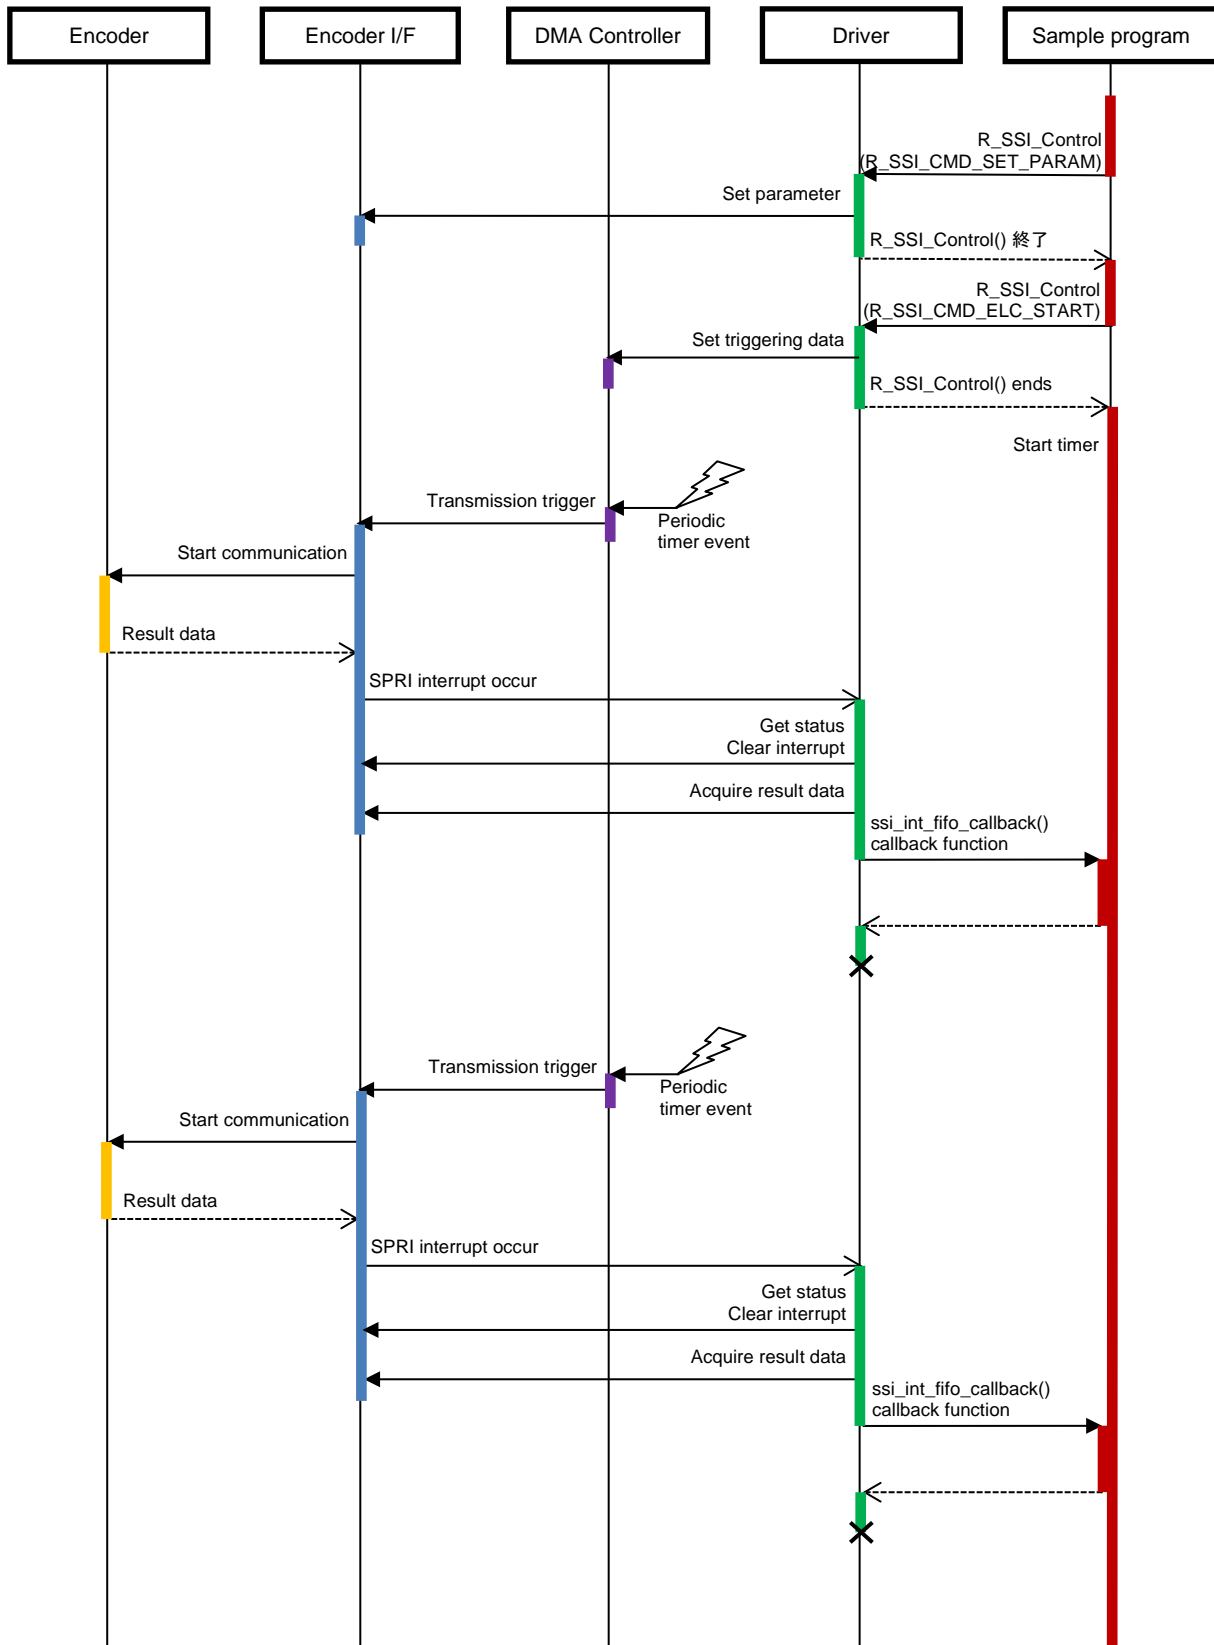 Encoder
Encoder I/F
DMA Controller
Driver
Sample program
R_SSI_Control
(R_SSI_CMD_SET_PARAM)
Set parameter
R_SSI_Control() 終了
R_SSI_Control
(R_SSI_CMD_ELC_START)
Set triggering data
R_SSI_Control() ends
Start timer
Transmission trigger
Periodic
timer event
Start communication
Result data
SPRI interrupt occur
Get status
Clear interrupt
Acquire result data
ssi_int_fifo_callback()
callback function
Transmission trigger
Periodic
timer event
Start communication
Result data
SPRI interrupt occur
Get status
Clear interrupt
Acquire result data
ssi_int_fifo_callback()
callback function